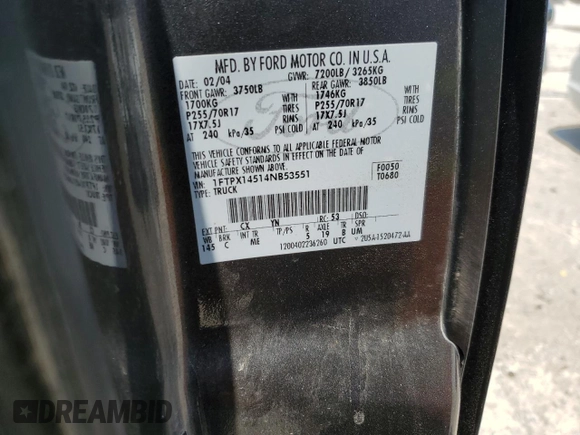 MFD. BY FORD MOTOR CO. IN U.S.A.
DATE: 02/04 GVWR: 7200LB/ 3265KG
FRONT GAWR: 3750LB REAR GAWR: 3850LB
1700KG WITH 1746KG WITH
P255/70R17 TIRES P255/70R17 TIRES
17X7.5J RIMS 17X7.5J RIMS
AT 240 kPa/35 PSI COLD AT 240 kPa/35 PSI COLD
Ford
THIS VEHICLE CONFORMS TO ALL APPLICABLE FEDERAL MOTOR
VEHICLE SAFETY STANDARDS IN EFFECT ON THE DATE OF
MANUFACTURE SHOWN ABOVE.
VIN: 1FTPX14514NB53551 F0050
TYPE: TRUCK T0680
EXT PNT: CX YN RC: 53 DSO:
WB BRK INT TR TP/PS R AX TR SPR
145 C ME 5 19 B UM
1200402236260 UTC
DREAMBID